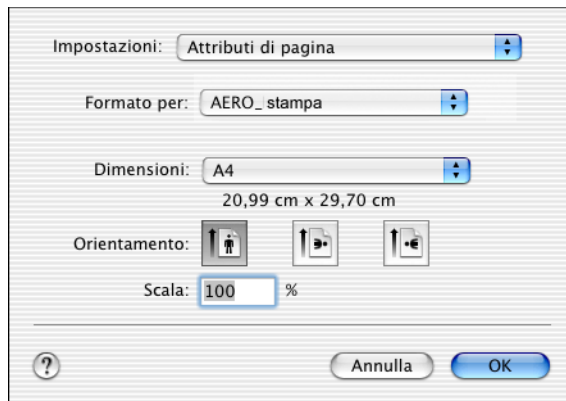 Impostazioni: Attributi di pagina
Formato per: AERO_ stampa
Dimensioni: A4
20,99 cm x 29,70 cm
Orientamento:
Scala: 100 %
? Annulla OK